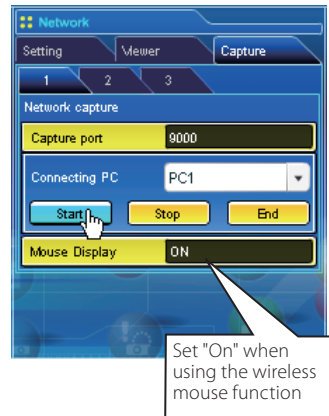 Network
Setting Viewer Capture
1 2 3
Network capture
Capture port 9000
Connecting PC PC1
Start Stop End
Mouse Display ON
Set "On" when
using the wireless
mouse function